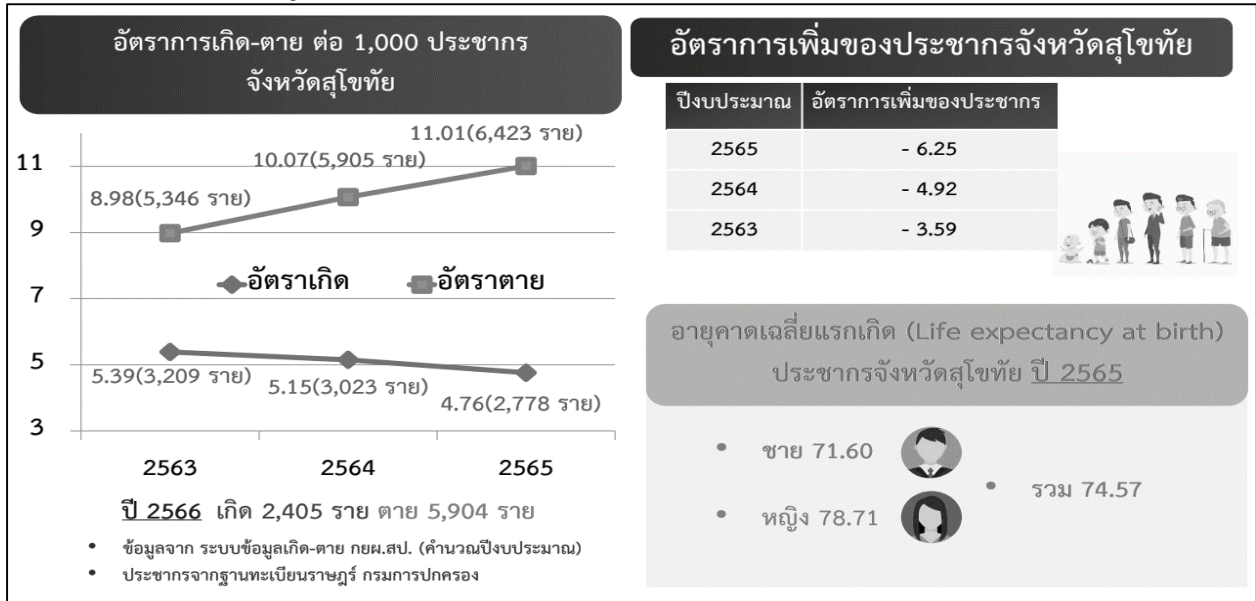 อัตราการเกิด-ตาย ต่อ 1,000 ประชากร
จังหวัดสุโขทัย
11
9
7
5
3
8.98(5,346 ราย)
10.07(5,905 ราย)
11.01(6,423 ราย)
อัตราเกิด
อัตราตาย
5.39(3,209 ราย)
5.15(3,023 ราย)
4.76(2,778 ราย)
2563 2564 2565
ปี 2566 เกิด 2,405 ราย ตาย 5,904 ราย
• ข้อมูลจาก ระบบข้อมูลเกิด-ตาย กยผ.สป. (คำนวณปีงบประมาณ)
• ประชากรจากฐานทะเบียนราษฎร์ กรมการปกครอง
อัตราการเพิ่มของประชากรจังหวัดสุโขทัย
ปีงบประมาณ อัตราการเพิ่มของประชากร
2565 - 6.25
2564 - 4.92
2563 - 3.59
อายุคาดเฉลี่ยแรกเกิด (Life expectancy at birth)
ประชากรจังหวัดสุโขทัย ปี 2565
• ชาย 71.60
• หญิง 78.71
• รวม 74.57